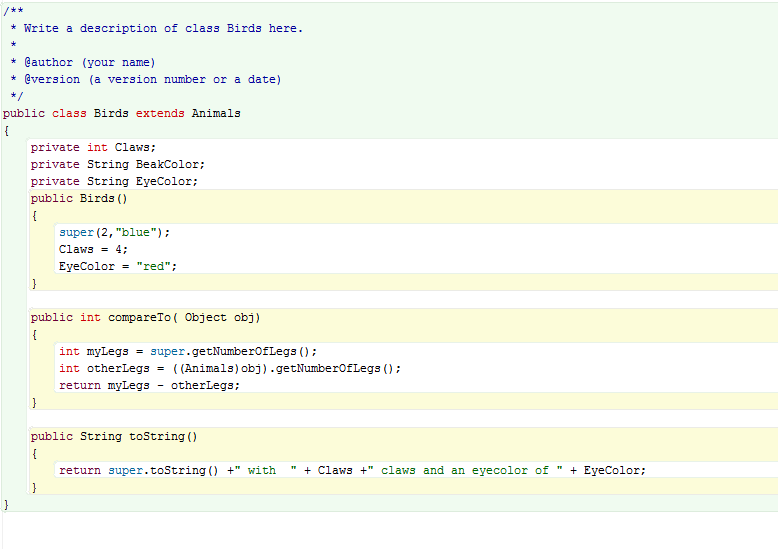 /**
 * Write a description of class Birds here.
 *
 * @author (your name)
 * @version (a version number or a date)
 */
public class Birds extends Animals
{
    private int Claws;
    private String BeakColor;
    private String EyeColor;
    public Birds()
    {
        super(2,"blue");
        Claws = 4;
        EyeColor = "red";
    }

    public int compareTo( Object obj)
    {
        int myLegs = super.getNumberOfLegs();
        int otherLegs = ((Animals)obj).getNumberOfLegs();
        return myLegs - otherLegs;
    }

    public String toString()
    {
        return super.toString() +" with  " + Claws +" claws and an eyecolor of " + EyeColor;
    }
}